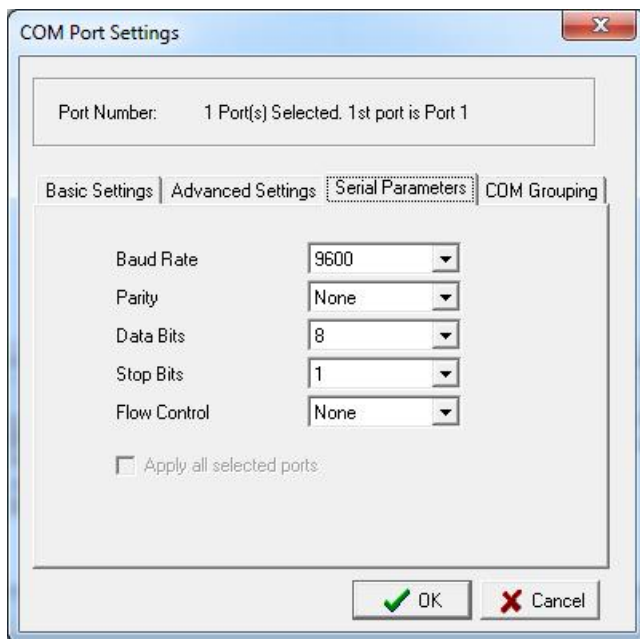 COM Port Settings
Port Number: 1 Port(s) Selected. 1st port is Port 1
Basic Settings Advanced Settings Serial Parameters COM Grouping
Baud Rate 9600
Parity None
Data Bits 8
Stop Bits 1
Flow Control None
Apply all selected ports
OK Cancel